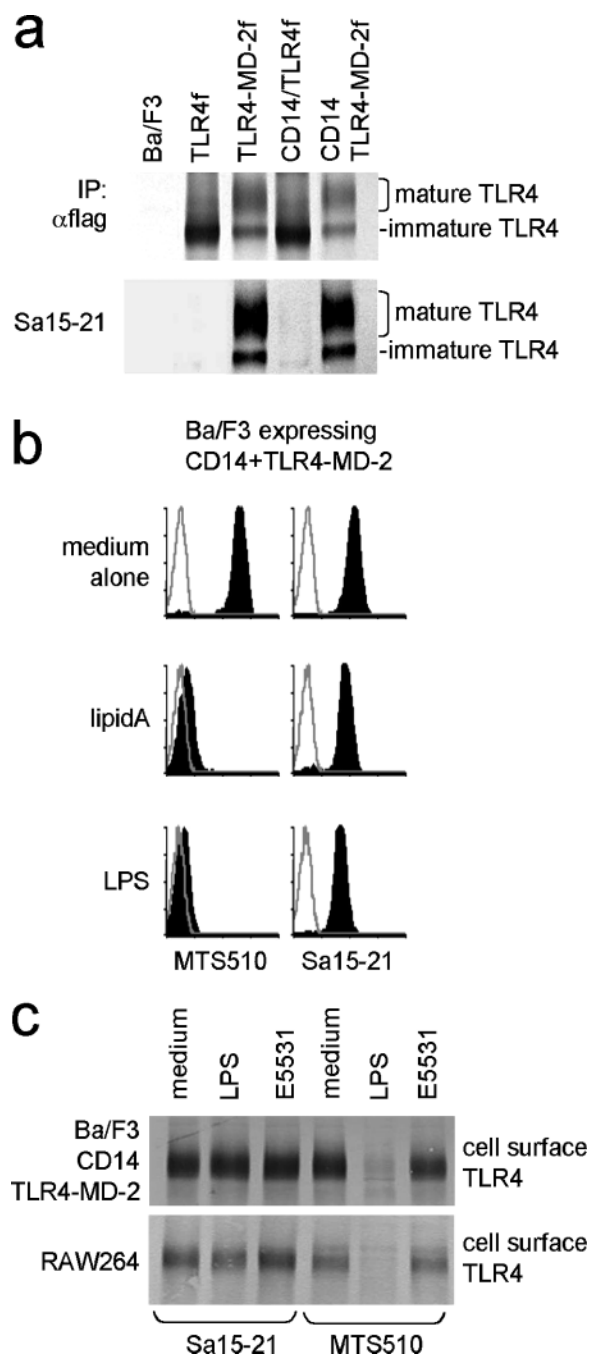 a
Ba/F3
TLR4f
TLR4-MD-2f
CD14/TLR4f
CD14
TLR4-MD-2f
IP:
αflag
mature TLR4
-immature TLR4
Sa15-21
mature TLR4
-immature TLR4
b
Ba/F3 expressing
CD14+TLR4-MD-2
medium
alone
lipidA
LPS
MTS510
Sa15-21
c
medium
LPS
E5531
medium
LPS
E5531
Ba/F3
CD14
TLR4-MD-2
cell surface
TLR4
RAW264
cell surface
TLR4
Sa15-21
MTS510